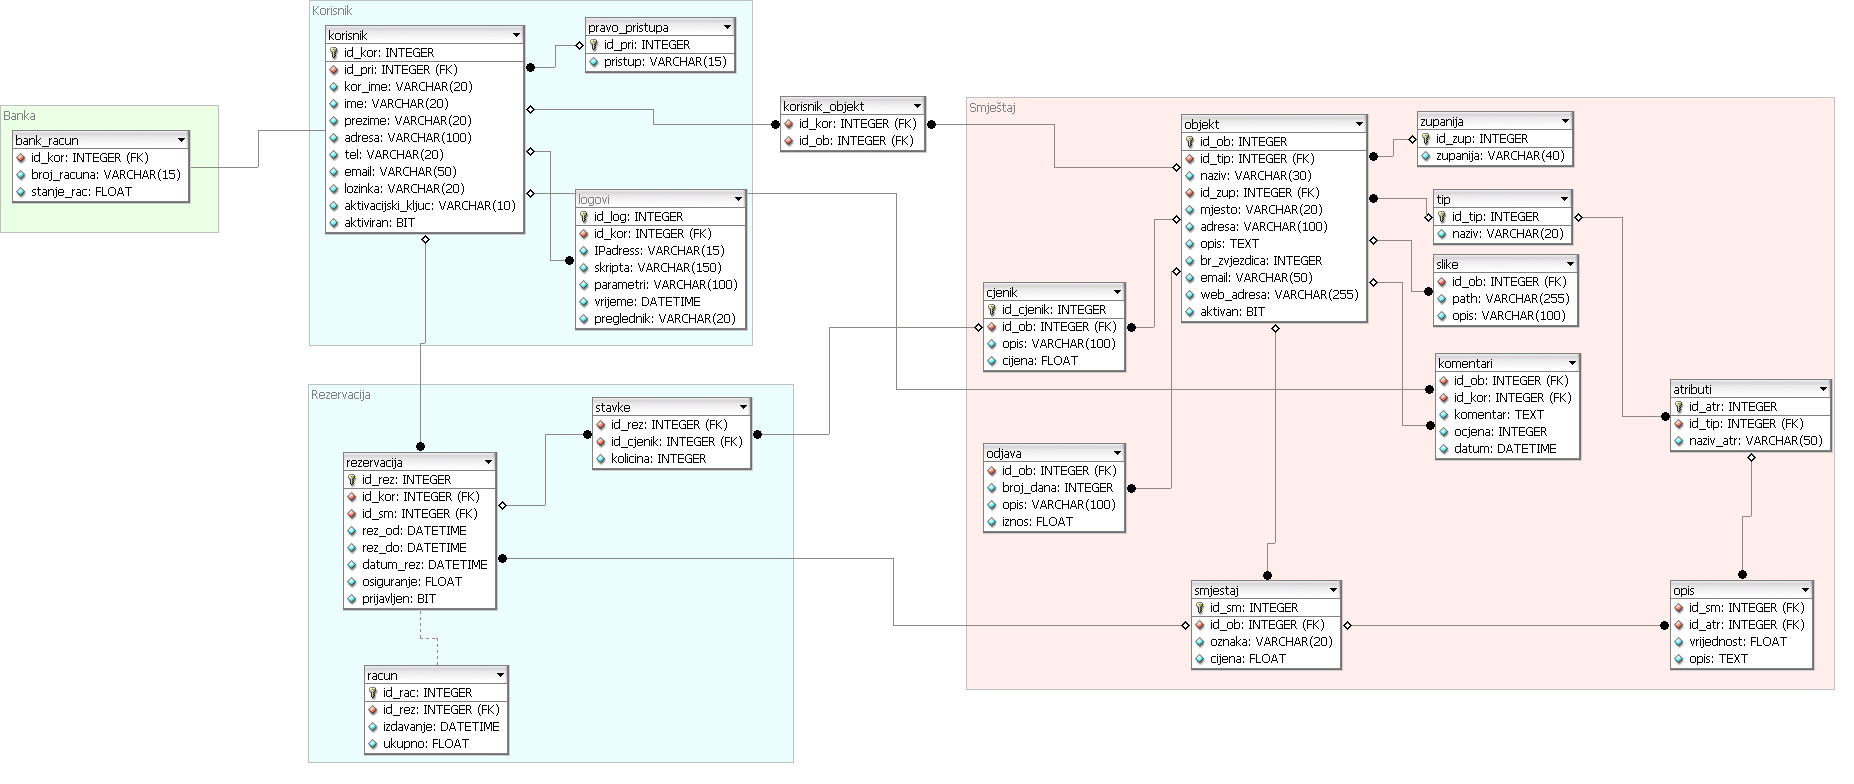 Banka
bank_racun
id_kor: INTEGER (FK)
broj_racuna: VARCHAR(15)
stanje_rac: FLOAT
Korisnik
korisnik
id_kor: INTEGER
id_pri: INTEGER (FK)
kor_ime: VARCHAR(20)
ime: VARCHAR(20)
prezime: VARCHAR(20)
adresa: VARCHAR(100)
tel: VARCHAR(20)
email: VARCHAR(50)
lozinka: VARCHAR(20)
aktivacijski_kljuc: VARCHAR(10)
aktiviran: BIT
pravo_pristupa
id_pri: INTEGER
pristup: VARCHAR(15)
logovi
id_log: INTEGER
id_kor: INTEGER (FK)
IPadress: VARCHAR(15)
skripta: VARCHAR(150)
parametri: VARCHAR(100)
vrijeme: DATETIME
preglednik: VARCHAR(20)
korisnik_objekt
id_kor: INTEGER (FK)
id_ob: INTEGER (FK)
Rezervacija
stavke
id_rez: INTEGER (FK)
id_cjenik: INTEGER (FK)
kolicina: INTEGER
rezervacija
id_rez: INTEGER
id_kor: INTEGER (FK)
id_sm: INTEGER (FK)
rez_od: DATETIME
rez_do: DATETIME
datum_rez: DATETIME
osiguranje: FLOAT
prijavljen: BIT
racun
id_rac: INTEGER
id_rez: INTEGER (FK)
izdavanje: DATETIME
ukupno: FLOAT
Smještaj
objekt
id_ob: INTEGER
id_tip: INTEGER (FK)
naziv: VARCHAR(30)
id_zup: INTEGER (FK)
mjesto: VARCHAR(20)
adresa: VARCHAR(100)
opis: TEXT
br_zvjezdica: INTEGER
email: VARCHAR(50)
web_adresa: VARCHAR(255)
aktivan: BIT
zupanija
id_zup: INTEGER
zupanija: VARCHAR(40)
tip
id_tip: INTEGER
naziv: VARCHAR(20)
slike
id_ob: INTEGER (FK)
path: VARCHAR(255)
opis: VARCHAR(100)
cjenik
id_cjenik: INTEGER
id_ob: INTEGER (FK)
opis: VARCHAR(100)
cijena: FLOAT
komentari
id_ob: INTEGER (FK)
id_kor: INTEGER (FK)
komentar: TEXT
ocjena: INTEGER
datum: DATETIME
atributi
id_atr: INTEGER
id_tip: INTEGER (FK)
naziv_atr: VARCHAR(50)
odjava
id_ob: INTEGER (FK)
broj_dana: INTEGER
opis: VARCHAR(100)
iznos: FLOAT
smjestaj
id_sm: INTEGER
id_ob: INTEGER (FK)
oznaka: VARCHAR(20)
cijena: FLOAT
opis
id_sm: INTEGER (FK)
id_atr: INTEGER (FK)
vrijednost: FLOAT
opis: TEXT